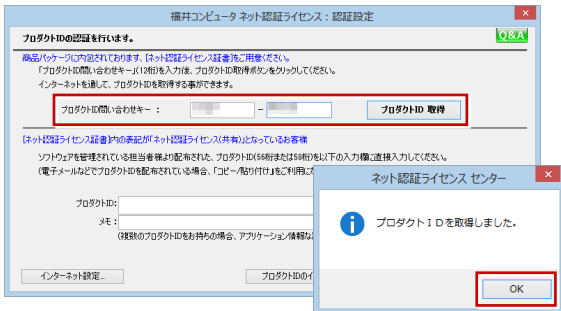 福井コンピュータ ネット認証ライセンス：認証設定
プロダクトIDの認証を行います。
Q&A
商品パッケージに内包されております、[ネット認証ライセンス証書]をご用意ください。
「プロダクトID問い合わせキー」(12桁)を入力後、プロダクトID取得ボタンをクリックしてください。
インターネットを通して、プロダクトIDを取得する事ができます。
プロダクトID問い合わせキー ：
－
プロダクトID 取得
[ネット認証ライセンス証書]内の表記が「ネット認証ライセンス(共有)」となっているお客様
ソフトウェアを管理されている担当者様より配布された、プロダクトID(56桁または58桁)を以下の入力欄に直接入力してください。
(電子メールなどでプロダクトIDを配布されている場合、「コピー/貼り付け」をご利用に
プロダクトID:
メモ：
(複数のプロダクトIDをお持ちの場合、アプリケーション情報な
インターネット設定...
プロダクトIDのイ
ネット認証ライセンス センター
プロダクトＩＤを取得しました。
OK